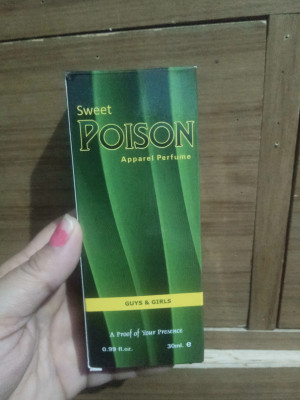 Sweet
POISON
Apparel Perfume
GUYS & GIRLS
A Proof of Your Presence
0.99 fl.oz. 30ml. ℮